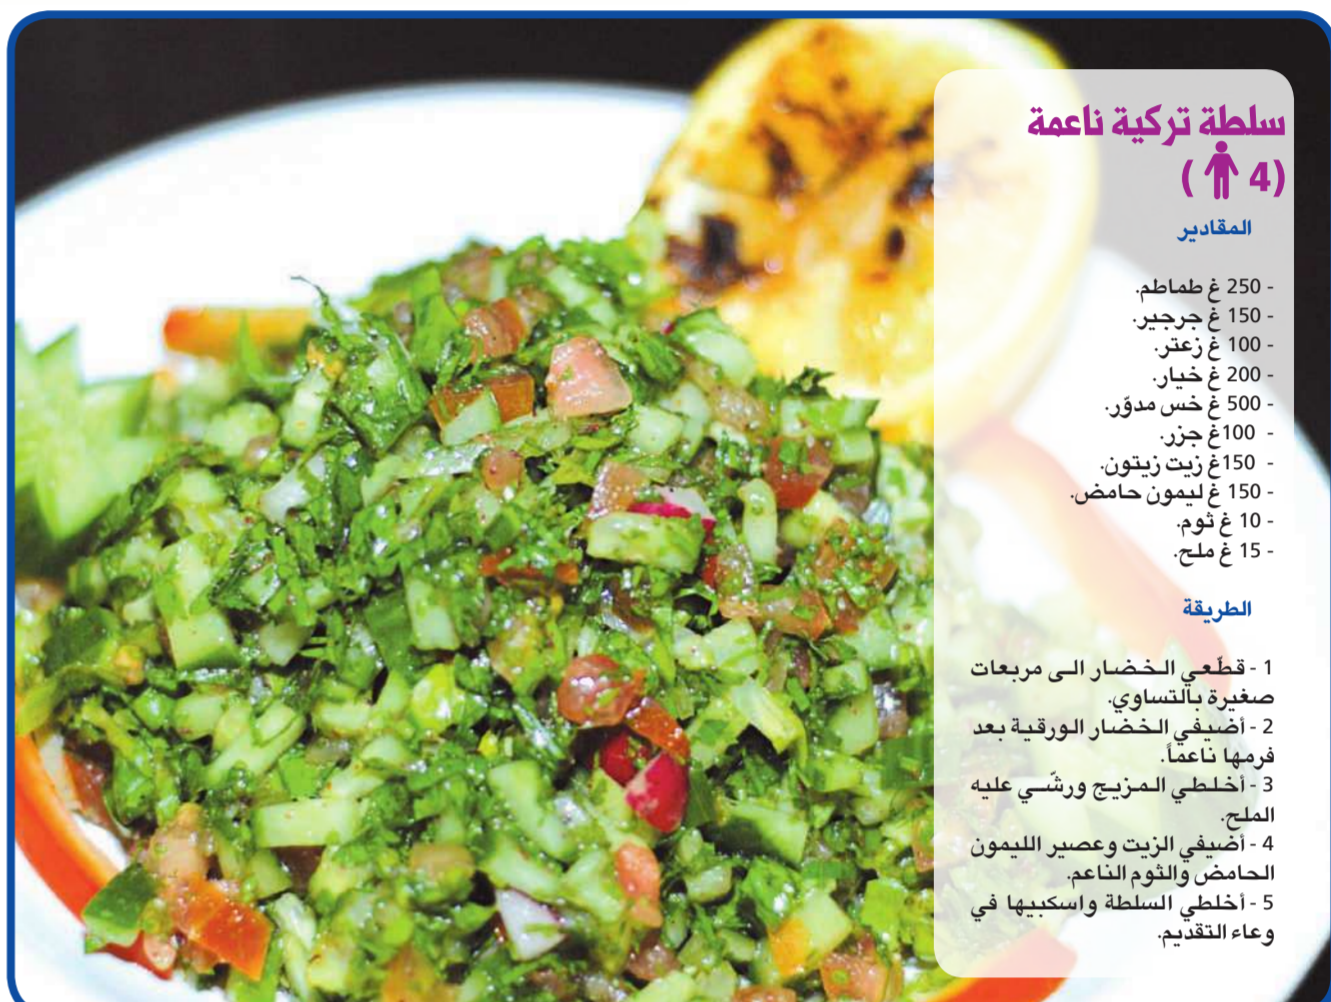 سلطة تركية ناعمة
(4 )
المقادير
- 250 غ طماطم.
- 150 غ جرجير.
- 100 غ زعتر.
- 200 غ خيار.
- 500 غ خس مدوّر.
- 100غ جزر.
- 150غ زيت زيتون.
- 150 غ ليمون حامض.
- 10 غ ثوم.
- 15 غ ملح.
الطريقة
1 - قطّعي الخضار الى مربعات
صغيرة بالتساوي.
2 - أضيفي الخضار الورقية بعد
فرمها ناعماً.
3 - أخلطي المزيج ورشّي عليه
الملح.
4 - أضيفي الزيت وعصير الليمون
الحامض والثوم الناعم.
5 - أخلطي السلطة واسكبيها في
وعاء التقديم.